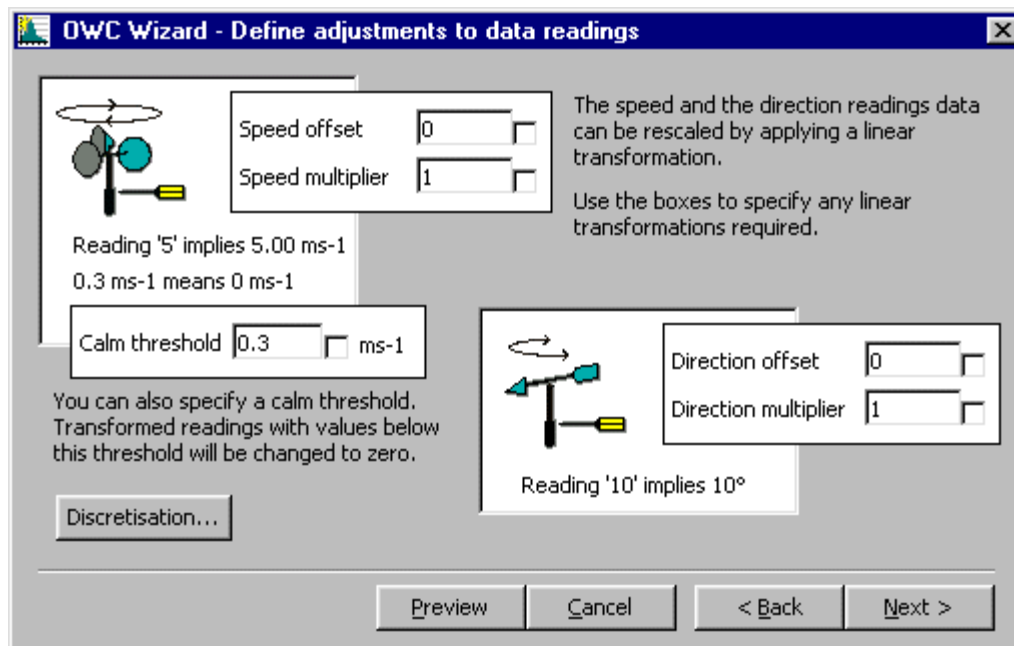 OWC Wizard - Define adjustments to data readings
Speed offset 0
Speed multiplier 1
Reading '5' implies 5.00 ms-1
0.3 ms-1 means 0 ms-1
Calm threshold 0.3 ms-1
You can also specify a calm threshold.
Transformed readings with values below
this threshold will be changed to zero.
Discretisation...
The speed and the direction readings data
can be rescaled by applying a linear
transformation.
Use the boxes to specify any linear
transformations required.
Direction offset 0
Direction multiplier 1
Reading '10' implies 10°
Preview Cancel < Back Next >